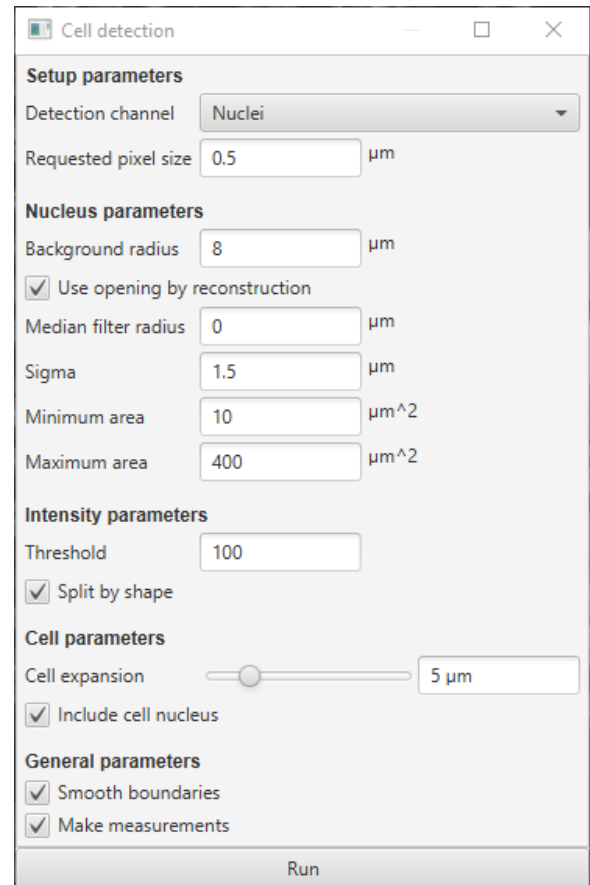 Cell detection
Setup parameters
Detection channel Nuclei
Requested pixel size 0.5 µm
Nucleus parameters
Background radius 8 µm
Use opening by reconstruction
Median filter radius 0 µm
Sigma 1.5 µm
Minimum area 10 µm^2
Maximum area 400 µm^2
Intensity parameters
Threshold 100
Split by shape
Cell parameters
Cell expansion 5 µm
Include cell nucleus
General parameters
Smooth boundaries
Make measurements
Run